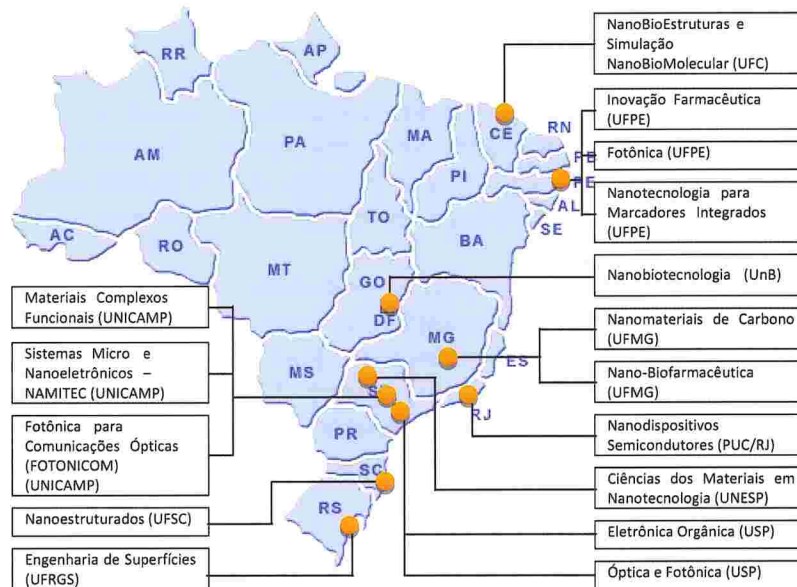 NanoBioEstruturas e
Simulação
NanoBioMolecular (UFC)
Inovação Farmacêutica
(UFPE)
Fotônica (UFPE)
Nanotecnologia para
Marcadores Integrados
(UFPE)
Nanobiotecnologia (UnB)
Nanomateriais de Carbono
(UFMG)
Nano-Biofarmacêutica
(UFMG)
Nanodispositivos
Semicondutores (PUC/RJ)
Ciências dos Materiais em
Nanotecnologia (UNESP)
Eletrônica Orgânica (USP)
Óptica e Fotônica (USP)
Materiais Complexos
Funcionais (UNICAMP)
Sistemas Micro e
Nanoeletrônicos –
NAMITEC (UNICAMP)
Fotônica para
Comunicações Ópticas
(FOTONICOM)
(UNICAMP)
Nanoestruturados (UFSC)
Engenharia de Superfícies
(UFRGS)
RR
AP
AM
PA
MA
CE
RN
PI
PE
AL
SE
AC
RO
TO
BA
MT
GO
DF
MG
ES
MS
RJ
PR
SC
RS